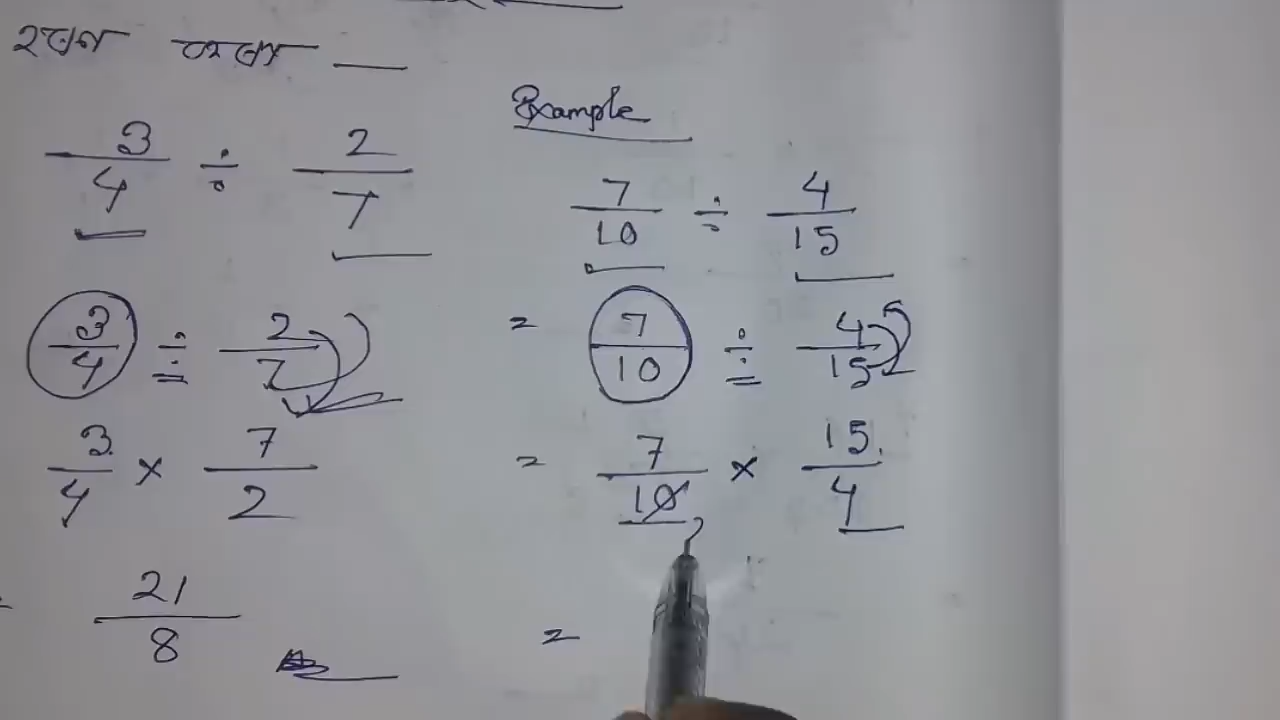 3/4 ÷ 2/7
3/4 ÷ 2/7
3/4 × 7/2
21/8
Example
7/10 ÷ 4/15
= 7/10 ÷ 4/15
= 7/10 × 15/4
=